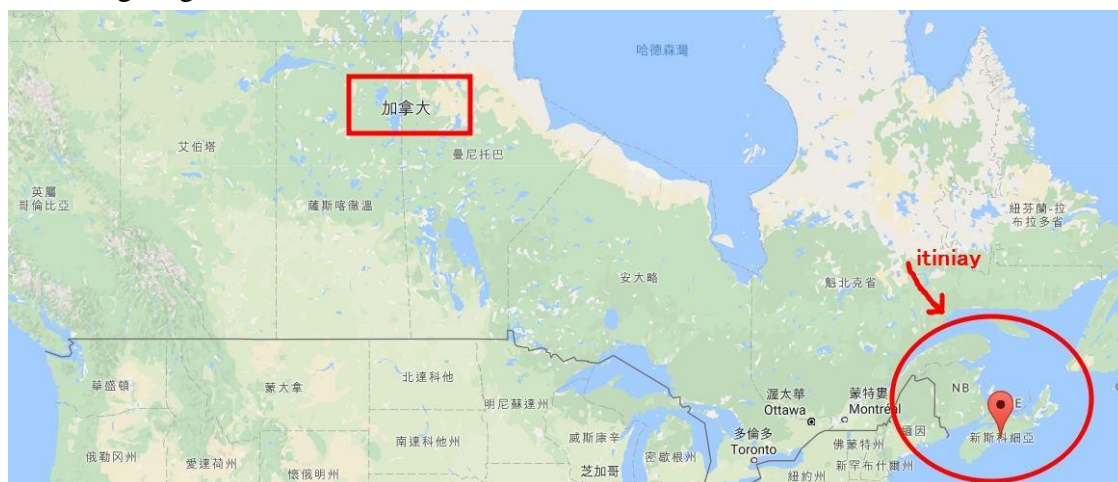 哈德森灣
加拿大
艾伯塔
曼尼托巴
英屬
哥倫比亞
薩斯喀徹溫
紐芬蘭-拉
布拉多省
itiniay
安大略
魁北克省
華盛頓
蒙大拿
北達科他
明尼蘇達州
渥太華
Ottawa
蒙特婁
Montréal
NB
E
多倫多
Toronto
緬因
新斯科細亞
俄勒冈州
愛達荷州
南達科他州
威斯康辛
密歇根州
佛蒙特州
新罕布什爾州
懷俄明州
芝加哥
紐約州